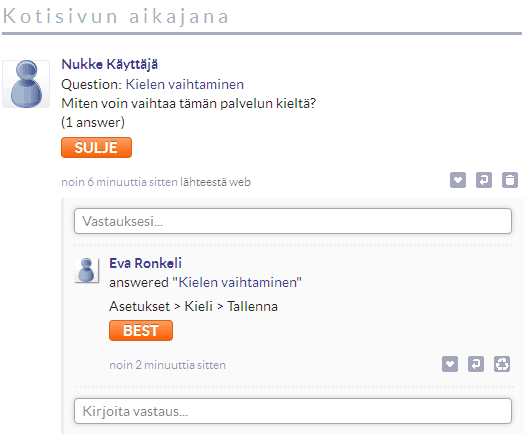 Kotisivun aikajana
Nukke Käyttäjä
Question: Kielen vaihtaminen
Miten voin vaihtaa tämän palvelun kieltä?
(1 answer)
SULJE
noin 6 minuuttia sitten lähteestä web
Vastauksesi...
Eva Ronkeli
answered "Kielen vaihtaminen"
Asetukset > Kieli > Tallenna
BEST
noin 2 minuuttia sitten
Kirjoita vastaus...